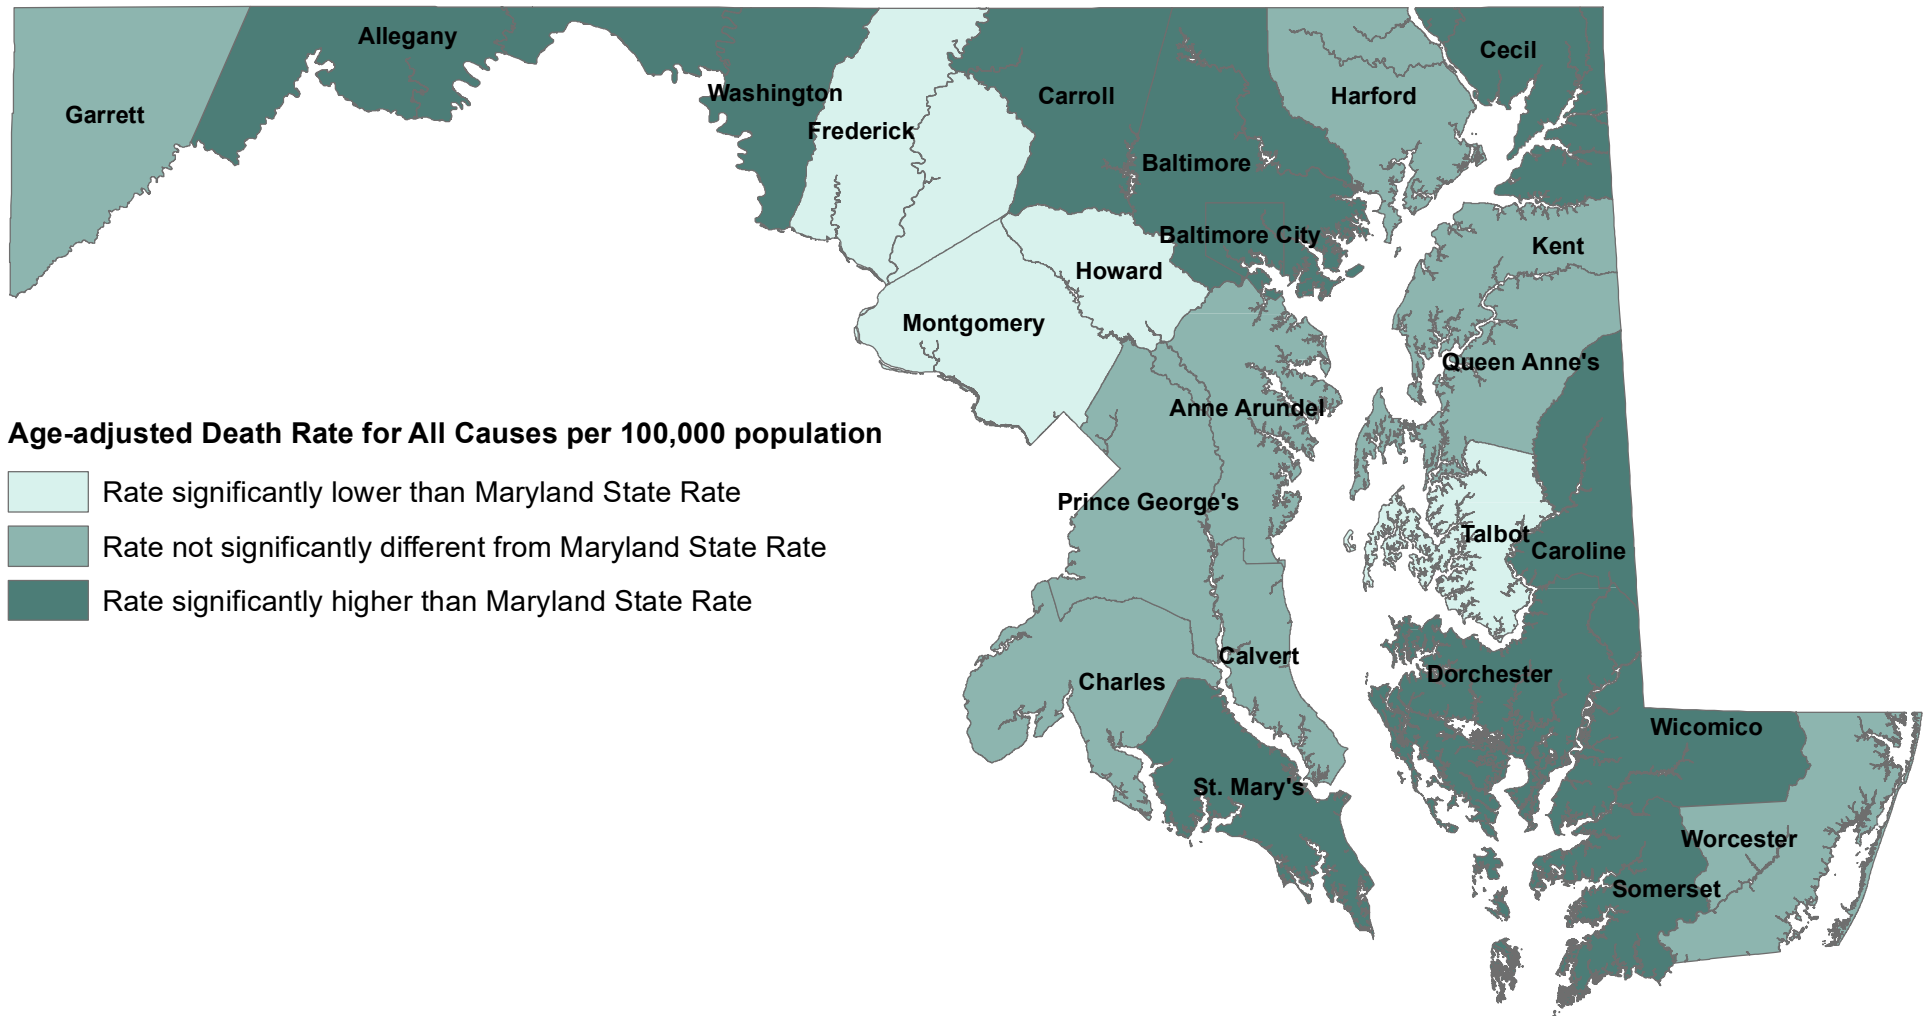 Allegany
Cecil
Garrett
Washington
Carroll
Harford
Frederick
Baltimore
Baltimore City
Kent
Howard
Montgomery
Queen Anne's
Anne Arundel
Age-adjusted Death Rate for All Causes per 100,000 population
Rate significantly lower than Maryland State Rate
Rate not significantly different from Maryland State Rate
Rate significantly higher than Maryland State Rate
Prince George's
Talbot
Caroline
Calvert
Charles
Dorchester
Wicomico
St. Mary's
Worcester
Somerset